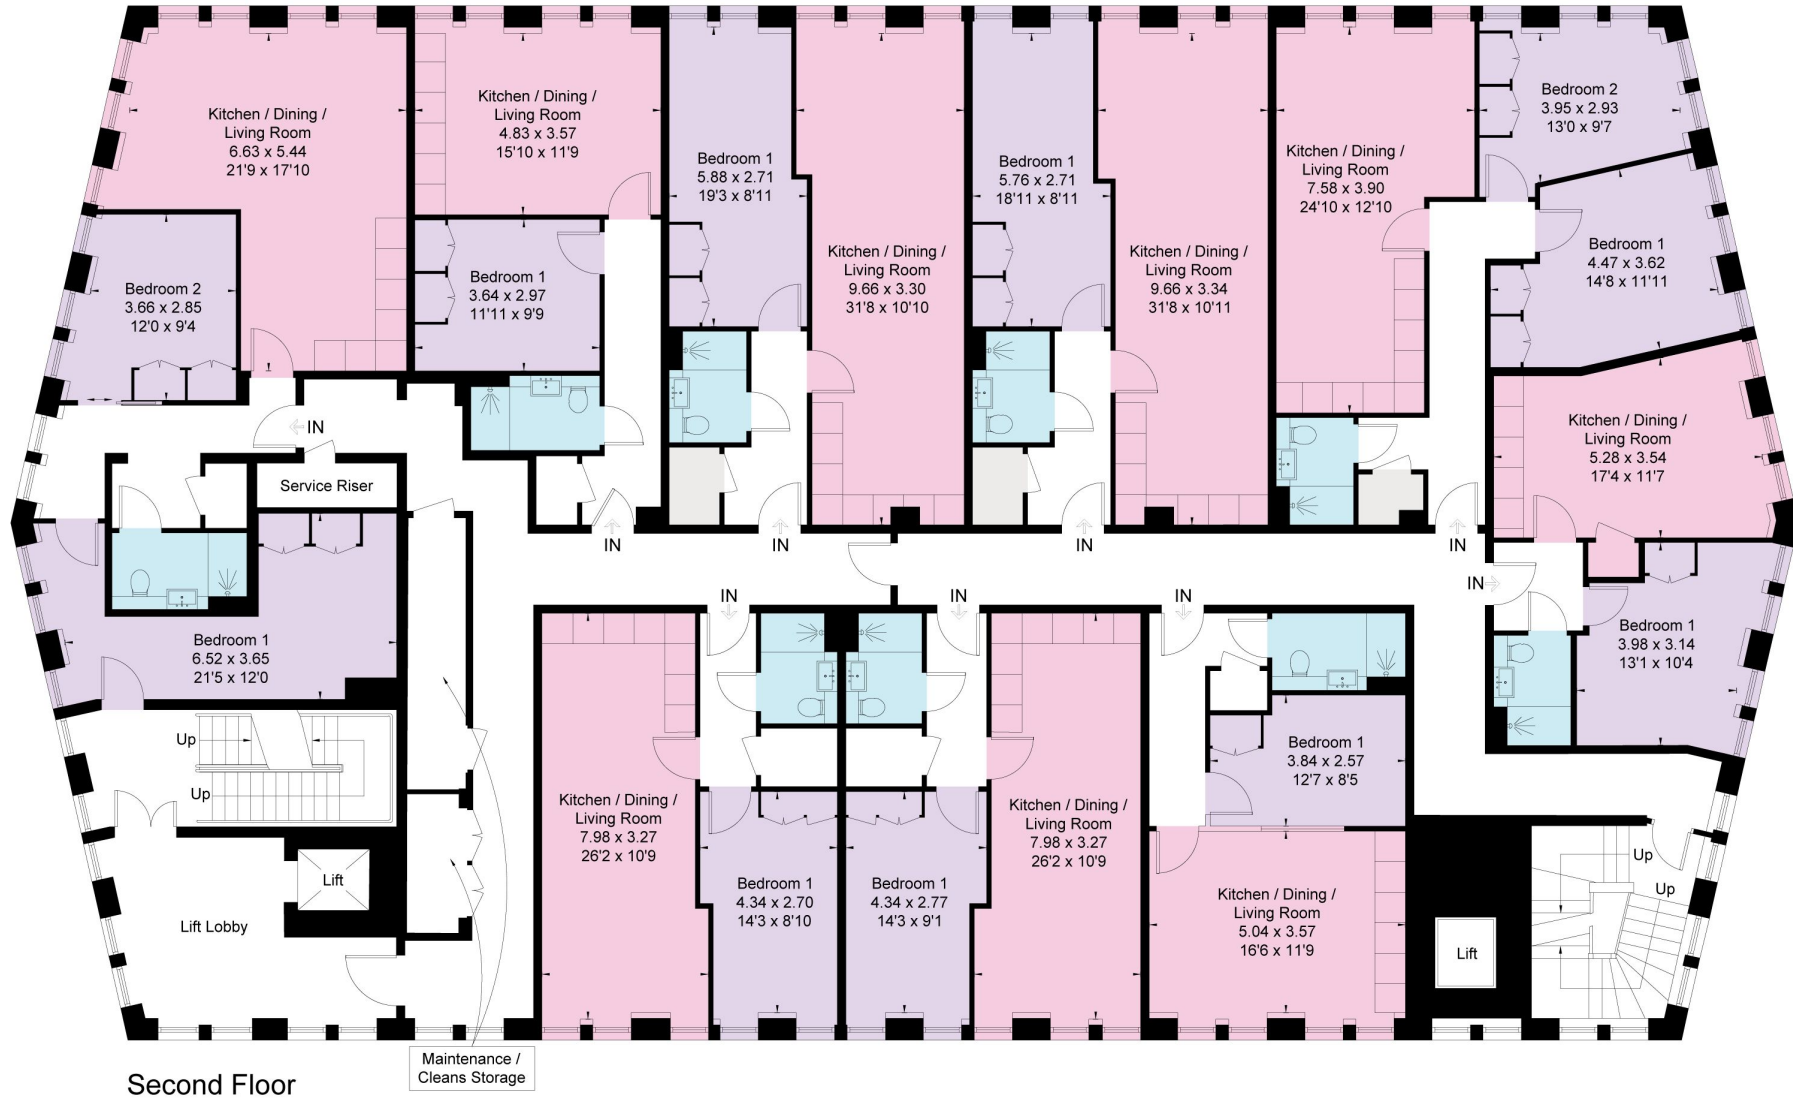 Kitchen / Dining /
Living Room
6.63 x 5.44
21'9 x 17'10
Kitchen / Dining /
Living Room
4.83 x 3.57
15'10 x 11'9
Bedroom 1
5.88 x 2.71
19'3 x 8'11
Kitchen / Dining /
Living Room
9.66 x 3.30
31'8 x 10'10
Bedroom 1
5.76 x 2.71
18'11 x 8'11
Kitchen / Dining /
Living Room
9.66 x 3.34
31'8 x 10'11
Kitchen / Dining /
Living Room
7.58 x 3.90
24'10 x 12'10
Bedroom 2
3.95 x 2.93
13'0 x 9'7
Bedroom 1
4.47 x 3.62
14'8 x 11'11
Bedroom 2
3.66 x 2.85
12'0 x 9'4
Bedroom 1
3.64 x 2.97
11'11 x 9'9
Kitchen / Dining /
Living Room
5.28 x 3.54
17'4 x 11'7
IN
Service Riser
IN
IN
IN
IN
IN
IN
IN
IN
Bedroom 1
6.52 x 3.65
21'5 x 12'0
Bedroom 1
3.98 x 3.14
13'1 x 10'4
Up
Up
Bedroom 1
3.84 x 2.57
12'7 x 8'5
Kitchen / Dining /
Living Room
7.98 x 3.27
26'2 x 10'9
Kitchen / Dining /
Living Room
7.98 x 3.27
26'2 x 10'9
Lift
Bedroom 1
4.34 x 2.70
14'3 x 8'10
Bedroom 1
4.34 x 2.77
14'3 x 9'1
Kitchen / Dining /
Living Room
5.04 x 3.57
16'6 x 11'9
Up
Up
Lift Lobby
Lift
Maintenance /
Cleans Storage
Second Floor